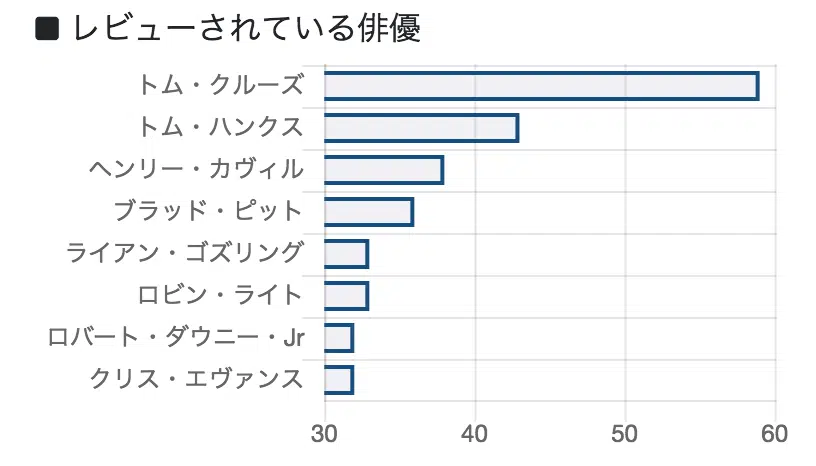 ■ レビューされている俳優
トム・クルーズ
トム・ハンクス
ヘンリー・カヴィル
ブラッド・ピット
ライアン・ゴズリング
ロビン・ライト
ロバート・ダウニー・Jr
クリス・エヴァンス
30 40 50 60